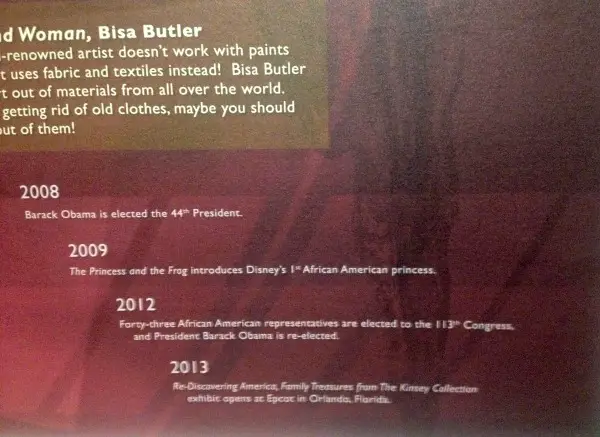 d Woman, Bisa Butler
-renowned artist doesn't work with paints
t uses fabric and textiles instead! Bisa Butler
t out of materials from all over the world.
getting rid of old clothes, maybe you should
out of them!
2008
Barack Obama is elected the 44th President.
2009
The Princess and the Frog introduces Disney's 1st African American princess.
2012
Forty-three African American representatives are elected to the 113th Congress,
and President Barack Obama is re-elected.
2013
Re-Discovering America, Family Treasures from The Kinsey Collection
exhibit opens at Epcot in Orlando, Florida.